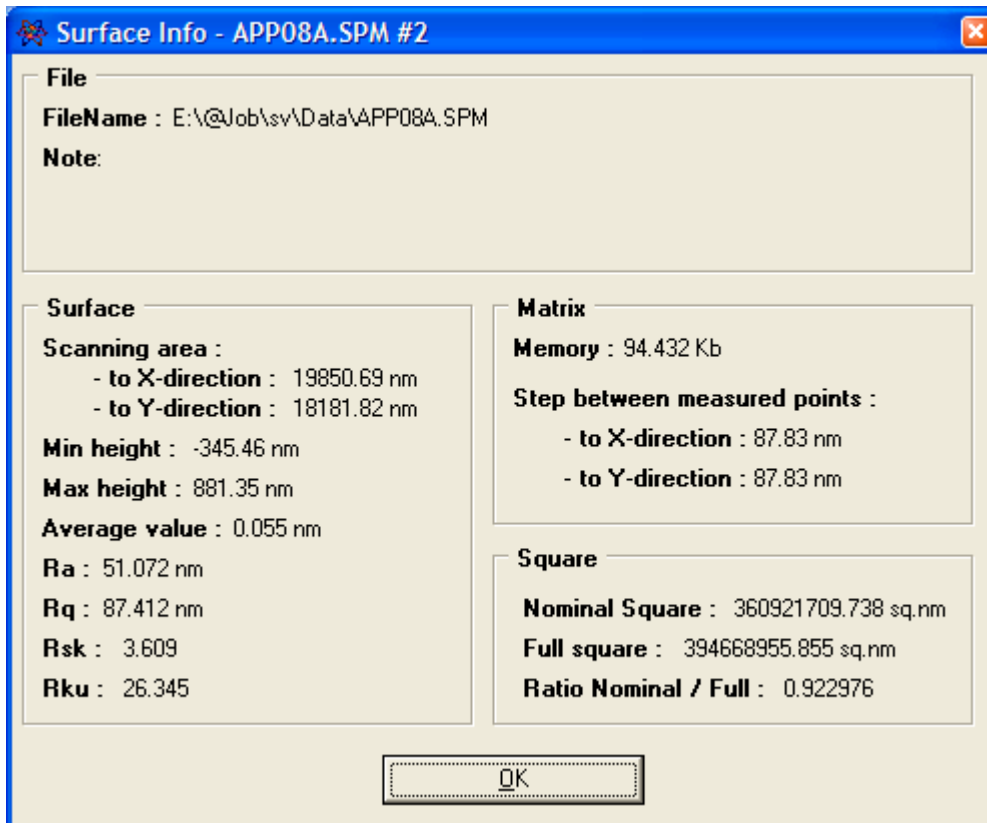 Surface Info - APP08A.SPM #2
File
FileName : E:\@Job\sv\Data\APP08A.SPM
Note:
Surface
Scanning area :
- to X-direction : 19850.69 nm
- to Y-direction : 18181.82 nm
Min height : -345.46 nm
Max height : 881.35 nm
Average value : 0.055 nm
Ra : 51.072 nm
Rq : 87.412 nm
Rsk : 3.609
Rku : 26.345
Matrix
Memory : 94.432 Kb
Step between measured points :
- to X-direction : 87.83 nm
- to Y-direction : 87.83 nm
Square
Nominal Square : 360921709.738 sq.nm
Full square : 394668955.855 sq.nm
Ratio Nominal / Full : 0.922976
OK